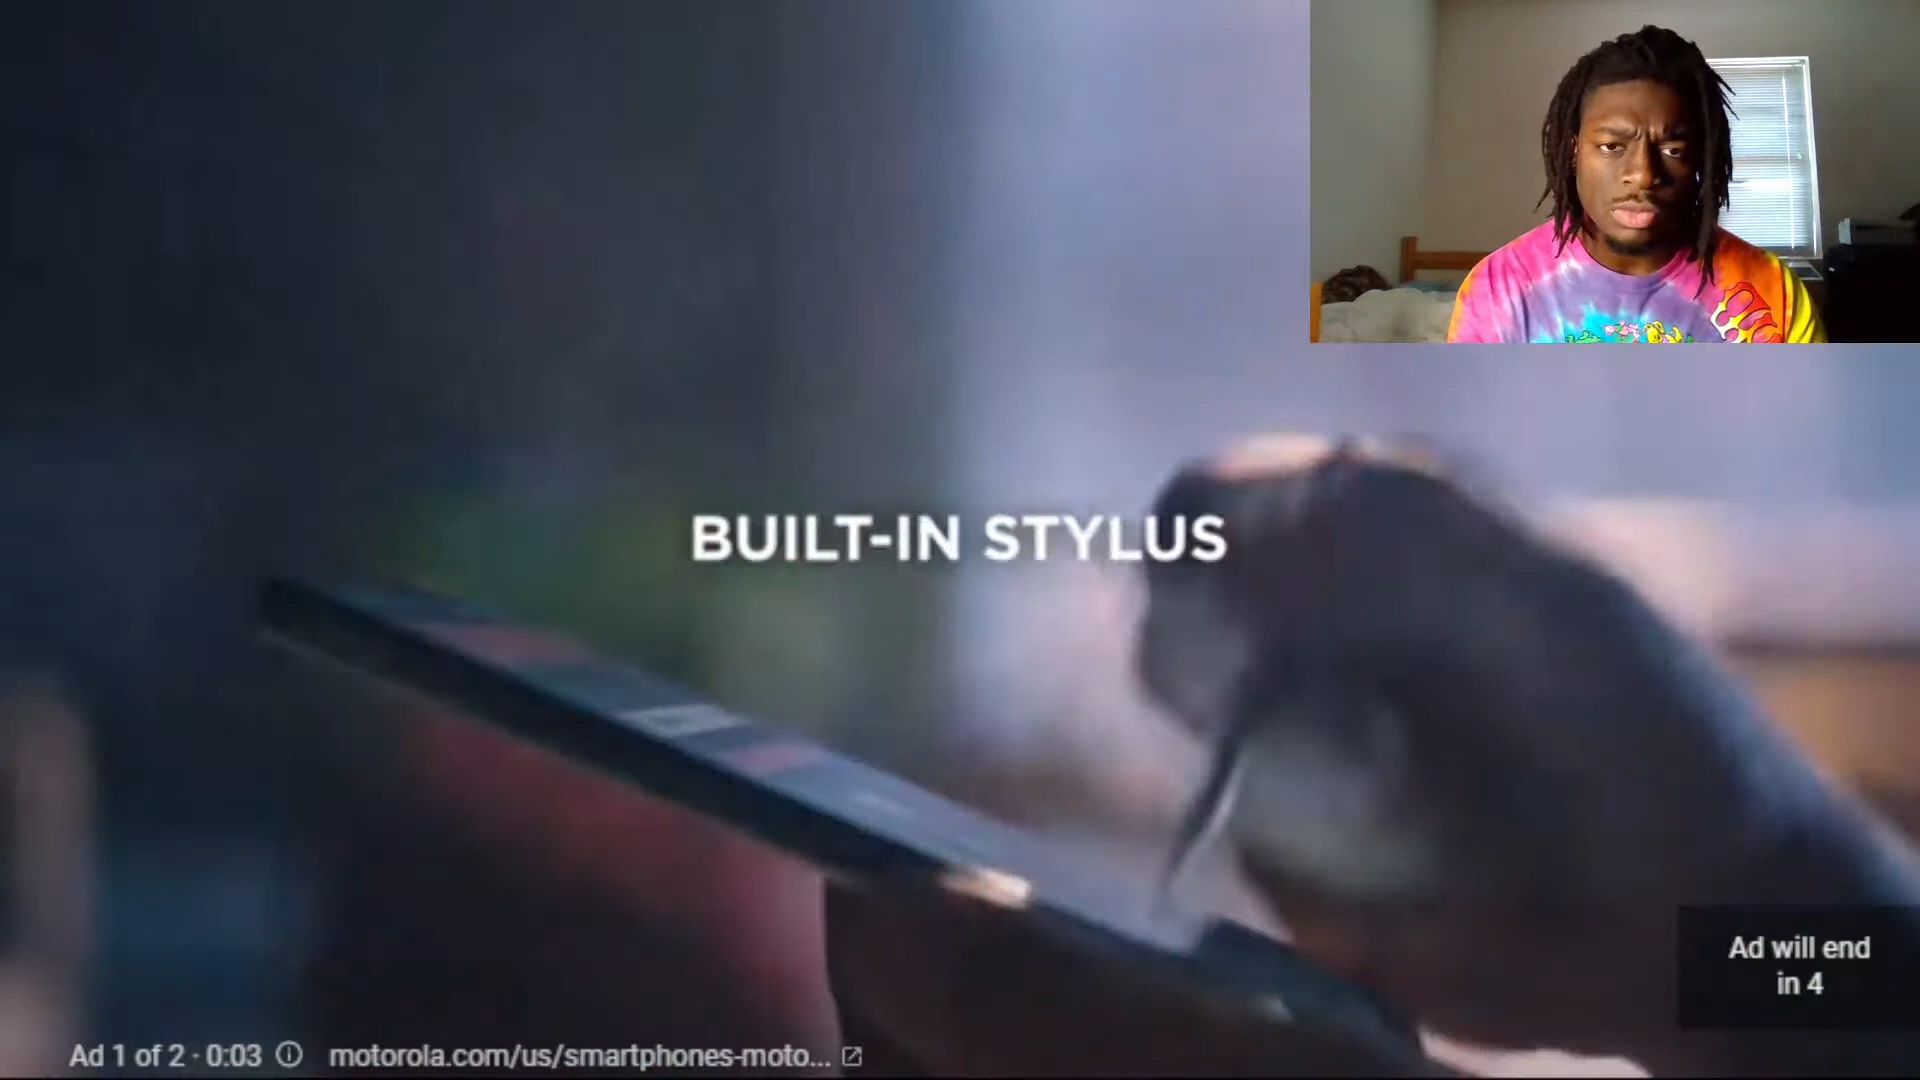 BUILT-IN STYLUS
Ad will end
in 4
Ad 1 of 2 · 0:03
motorola.com/us/smartphones-moto...